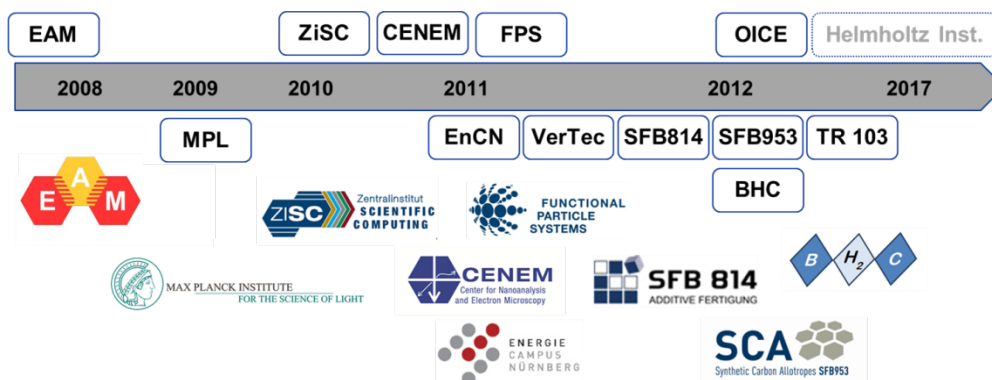 EAM
ZiSC
CENEM
FPS
OICE
Helmholtz Inst.
2008
2009
2010
2011
2012
2017
MPL
EnCN
VerTec
SFB814
SFB953
TR 103
BHC
E A M
ZISC
Zentralinstitut
SCIENTIFIC
COMPUTING
FUNCTIONAL
PARTICLE
SYSTEMS
MAX PLANCK INSTITUTE
FOR THE SCIENCE OF LIGHT
CENEM
Center for Nanoanalysis
and Electron Microscopy
SFB 814
ADDITIVE FERTIGUNG
B H₂ C
ENERGIE
CAMPUS
NÜRNBERG
SCA
Synthetic Carbon Allotropes SFB953